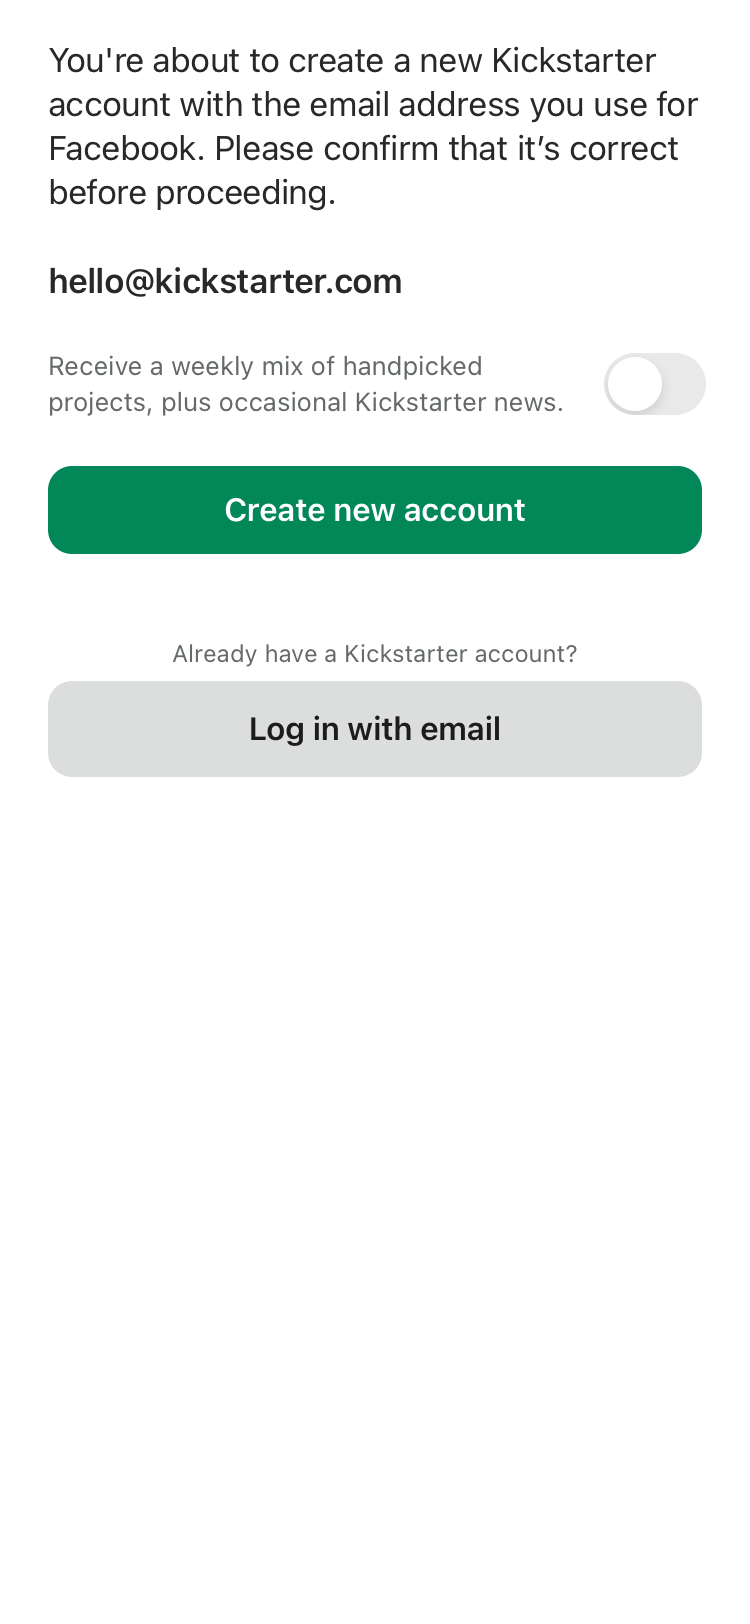 You're about to create a new Kickstarter
account with the email address you use for
Facebook. Please confirm that it’s correct
before proceeding.
hello@kickstarter.com
Receive a weekly mix of handpicked
projects, plus occasional Kickstarter news.
Create new account
Already have a Kickstarter account?
Log in with email